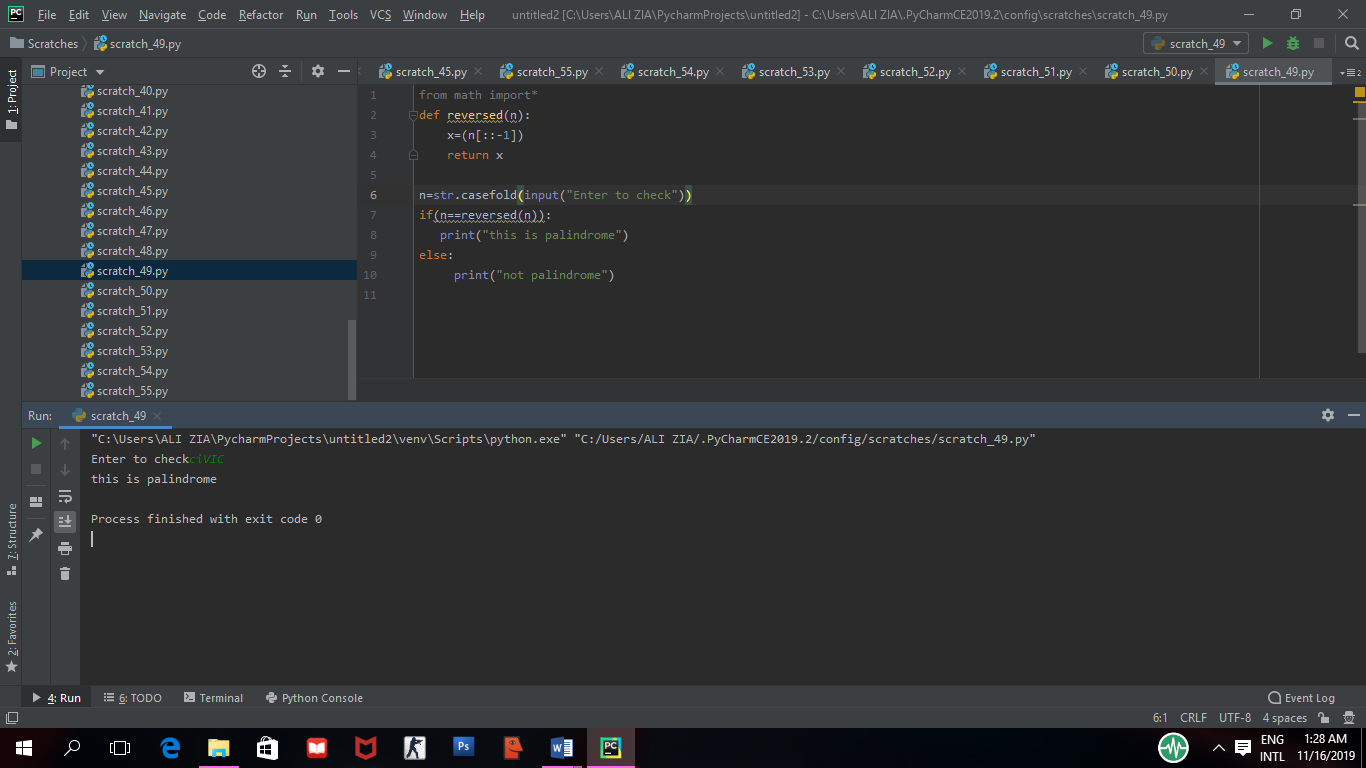 PC File Edit View Navigate Code Refactor Run Tools VCS Window Help untitled2 [C:\Users\ALI ZIA\PycharmProjects\untitled2] - C:\Users\ALI ZIA\.PyCharmCE2019.2\config\scratches\scratch_49.py
Scratches scratch_49.py scratch_49
1: Project
Project
scratch_45.py scratch_55.py scratch_54.py scratch_53.py scratch_52.py scratch_51.py scratch_50.py scratch_49.py 2
scratch_40.py
scratch_41.py
scratch_42.py
scratch_43.py
scratch_44.py
scratch_45.py
scratch_46.py
scratch_47.py
scratch_48.py
scratch_49.py
scratch_50.py
scratch_51.py
scratch_52.py
scratch_53.py
scratch_54.py
scratch_55.py
1 from math import*
2 def reversed(n):
3 x=(n[::-1])
4 return x
5
6 n=str.casefold(input("Enter to check"))
7 if(n==reversed(n)):
8 print("this is palindrome")
9 else:
10 print("not palindrome")
11
Run: scratch_49
"C:\Users\ALI ZIA\PycharmProjects\untitled2\venv\Scripts\python.exe" "C:/Users/ALI ZIA/.PyCharmCE2019.2/config/scratches/scratch_49.py"
Enter to checkciVIC
this is palindrome
Process finished with exit code 0
7: Structure
2: Favorites
4: Run 6: TODO Terminal Python Console Event Log
6:1 CRLF UTF-8 4 spaces
Ps W PC
ENG 1:28 AM
INTL 11/16/2019